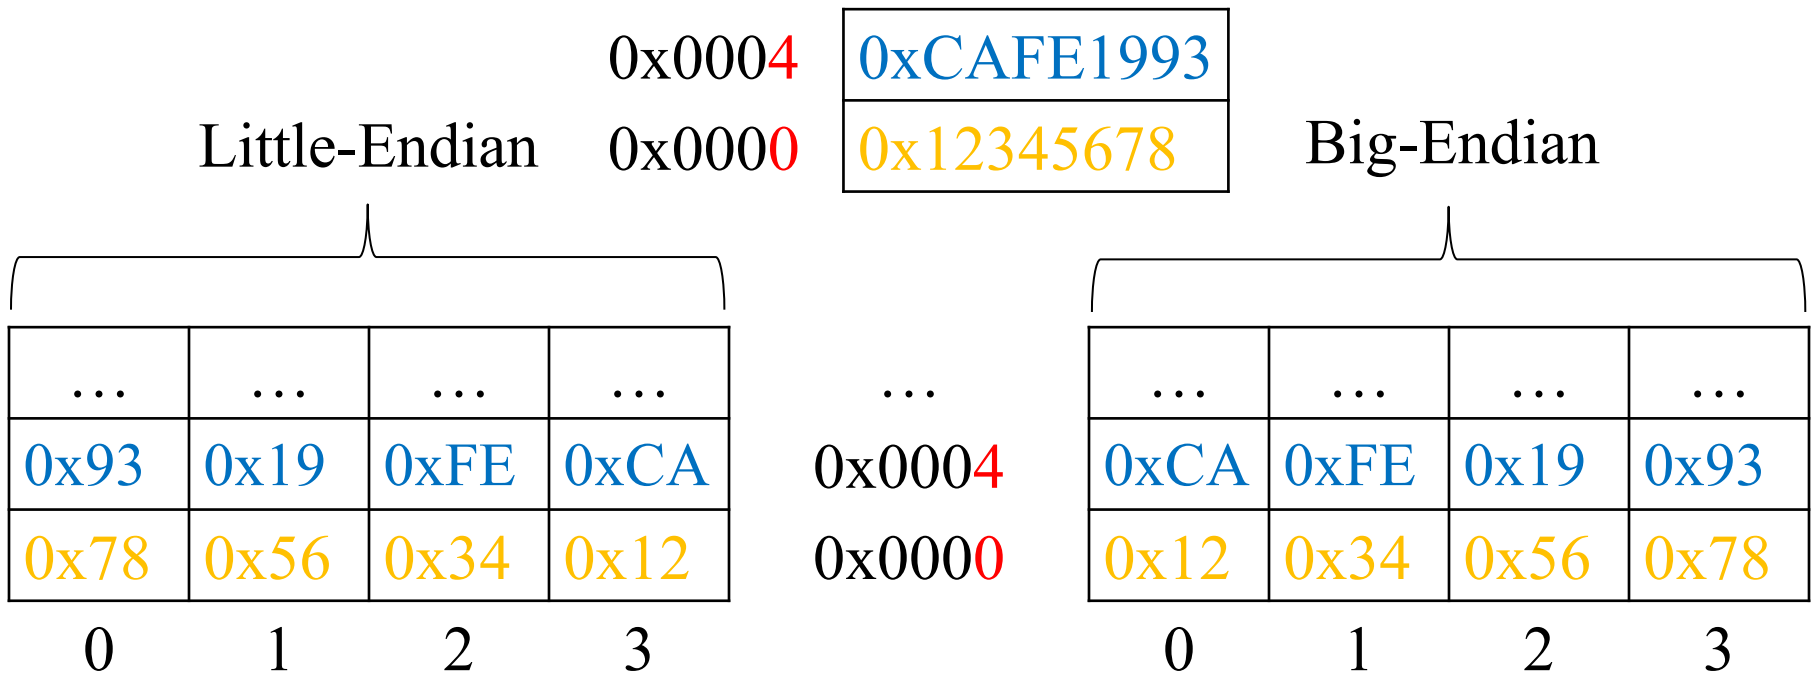 0x0004 0xCAFE1993
Little-Endian 0x0000 0x12345678 Big-Endian
… … … … … … … … …
0x93 0x19 0xFE 0xCA 0x0004 0xCA 0xFE 0x19 0x93
0x78 0x56 0x34 0x12 0x0000 0x12 0x34 0x56 0x78
0 1 2 3 0 1 2 3